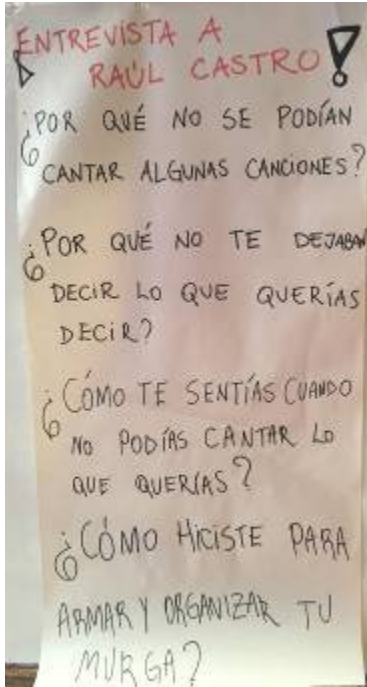 ¡ENTREVISTA A
RAÚL CASTRO!
¿POR QUÉ NO SE PODÍAN
CANTAR ALGUNAS CANCIONES?
¿POR QUÉ NO TE DEJABAN
DECIR LO QUE QUERÍAS
DECIR?
¿CÓMO TE SENTÍAS CUANDO
NO PODÍAS CANTAR LO
QUE QUERÍAS?
¿CÓMO HICISTE PARA
ARMAR Y ORGANIZAR TU
MURGA?